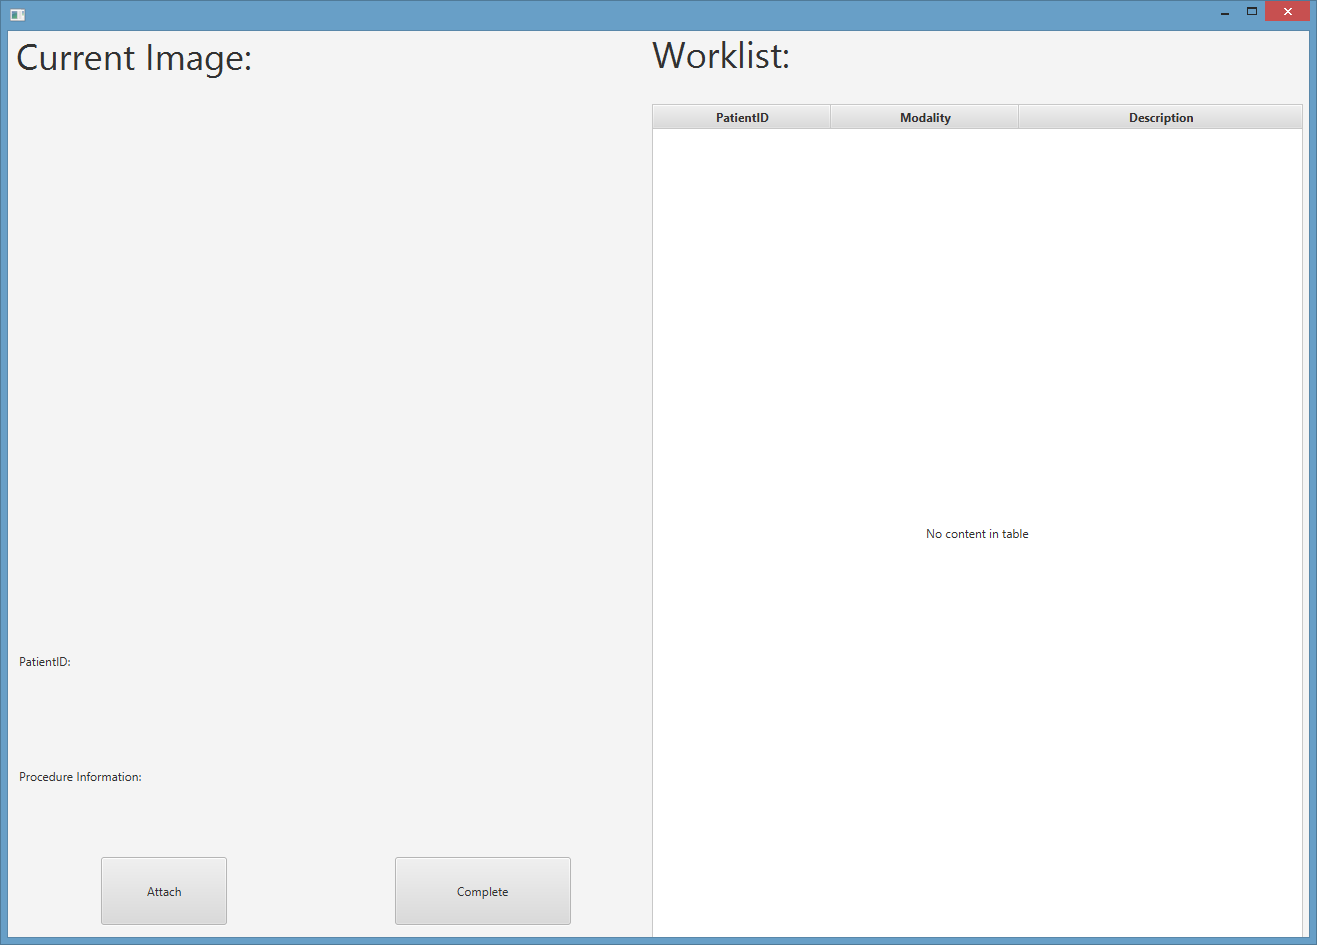 Current Image:
Worklist:
PatientID Modality Description
No content in table
PatientID:
Procedure Information:
Attach Complete